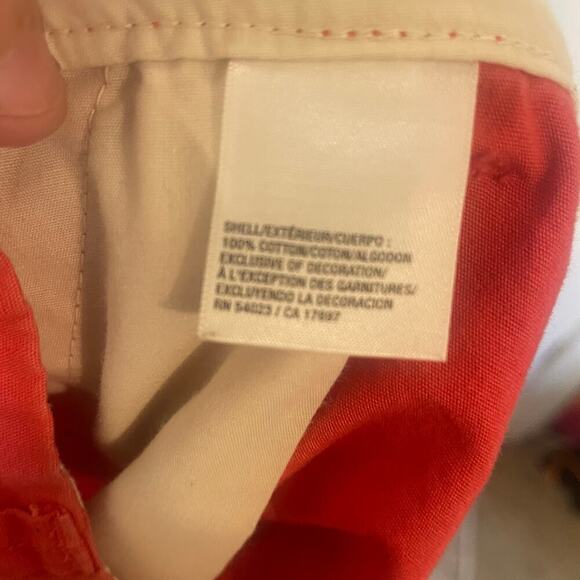 SHELL/EXTÉRIEUR/CUERPO :
100% COTTON/COTON/ALGODON
EXCLUSIVE OF DECORATION/
À L'EXCEPTION DES GARNITURES/
EXCLUYENDO LA DECORACION
RN 54023 / CA 17897